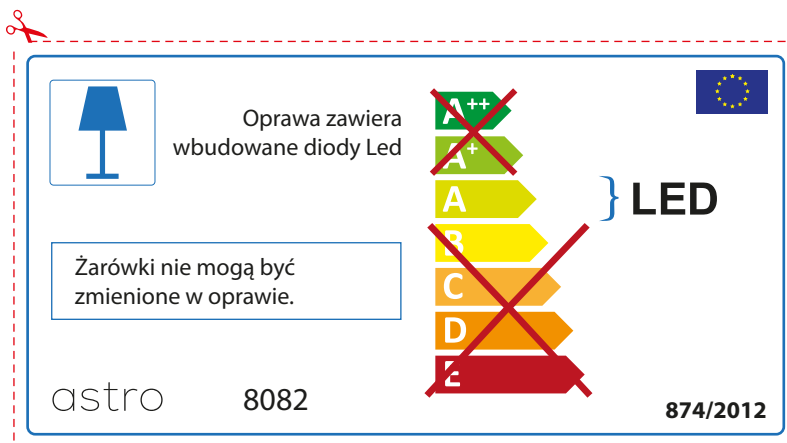 Oprawa zawiera
wbudowane diody Led
A++
A+
A
B
C
D
E
LED
Żarówki nie mogą być
zmienione w oprawie.
astro
8082
874/2012